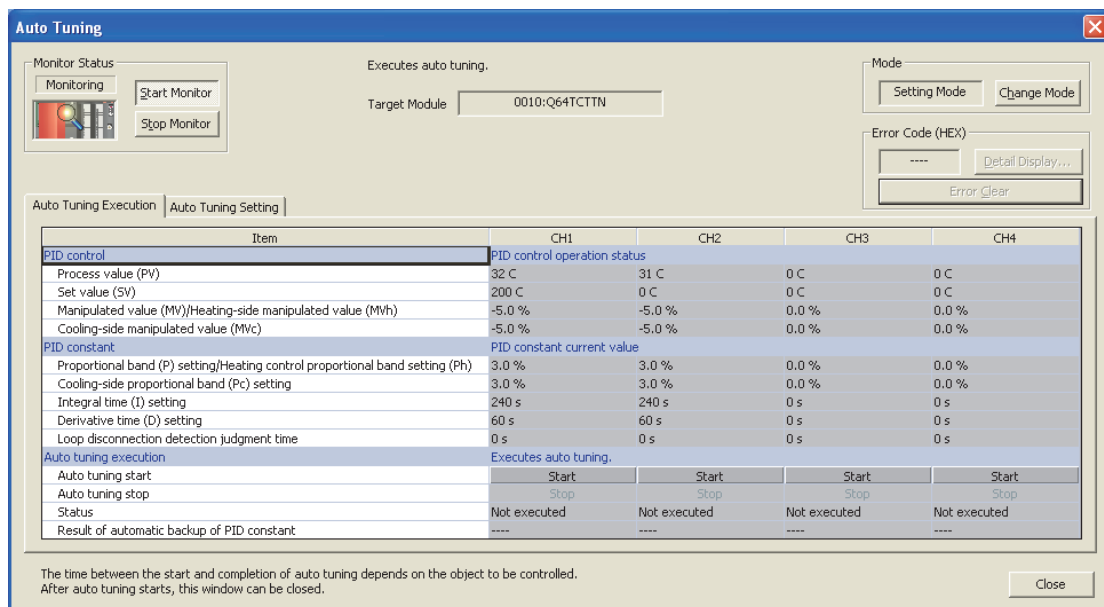 Auto Tuning
Monitor Status
Monitoring
Start Monitor
Stop Monitor
Executes auto tuning.
Target Module 0010:Q64TCTTN
Mode
Setting Mode Change Mode
Error Code (HEX)
---- Detail Display...
Error Clear
Auto Tuning Execution Auto Tuning Setting
Item CH1 CH2 CH3 CH4
PID control PID control operation status
Process value (PV) 32 C 31 C 0 C 0 C
Set value (SV) 200 C 0 C 0 C 0 C
Manipulated value (MV)/Heating-side manipulated value (MVh) -5.0 % -5.0 % 0.0 % 0.0 %
Cooling-side manipulated value (MVc) -5.0 % -5.0 % 0.0 % 0.0 %
PID constant PID constant current value
Proportional band (P) setting/Heating control proportional band setting (Ph) 3.0 % 3.0 % 0.0 % 0.0 %
Cooling-side proportional band (Pc) setting 3.0 % 3.0 % 0.0 % 0.0 %
Integral time (I) setting 240 s 240 s 0 s 0 s
Derivative time (D) setting 60 s 60 s 0 s 0 s
Loop disconnection detection judgment time 0 s 0 s 0 s 0 s
Auto tuning execution Executes auto tuning.
Auto tuning start Start Start Start Start
Auto tuning stop Stop Stop Stop Stop
Status Not executed Not executed Not executed Not executed
Result of automatic backup of PID constant ---- ---- ---- ----
The time between the start and completion of auto tuning depends on the object to be controlled.
After auto tuning starts, this window can be closed.
Close